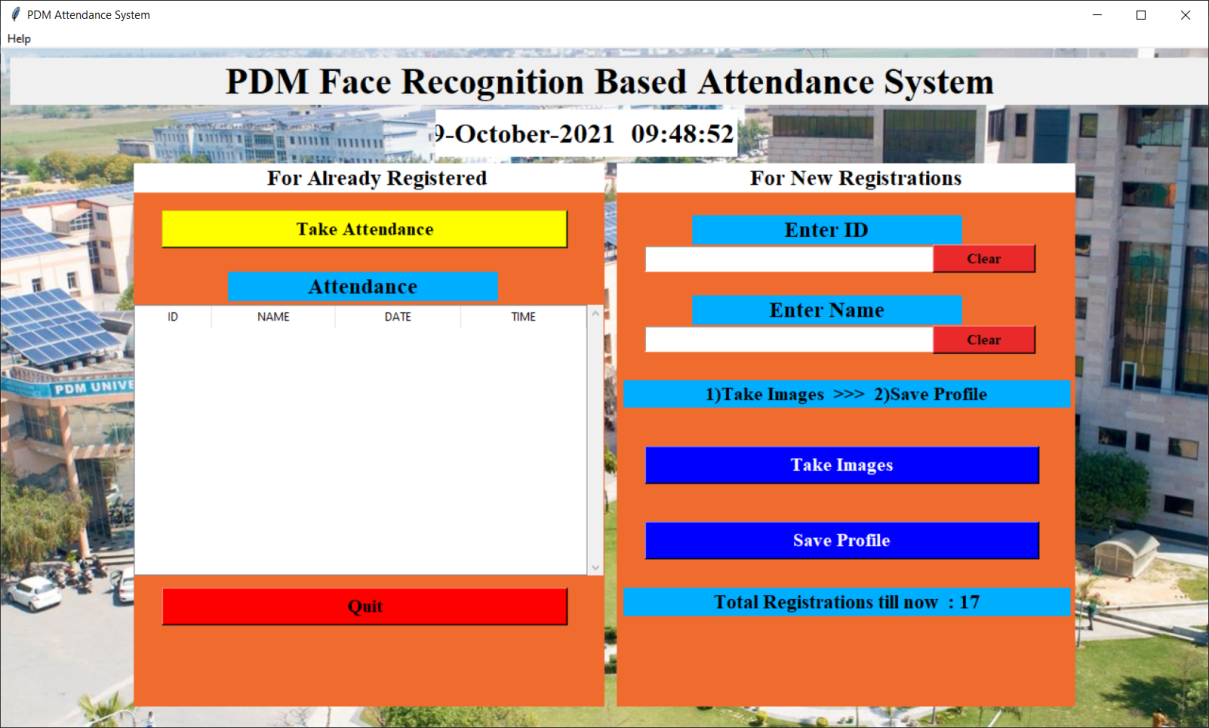 PDM Attendance System
Help
PDM Face Recognition Based Attendance System
9-October-2021 09:48:52
For Already Registered
Take Attendance
Attendance
ID NAME DATE TIME
Quit
For New Registrations
Enter ID
Clear
Enter Name
Clear
1)Take Images >>> 2)Save Profile
Take Images
Save Profile
Total Registrations till now : 17
PDM UNIVE